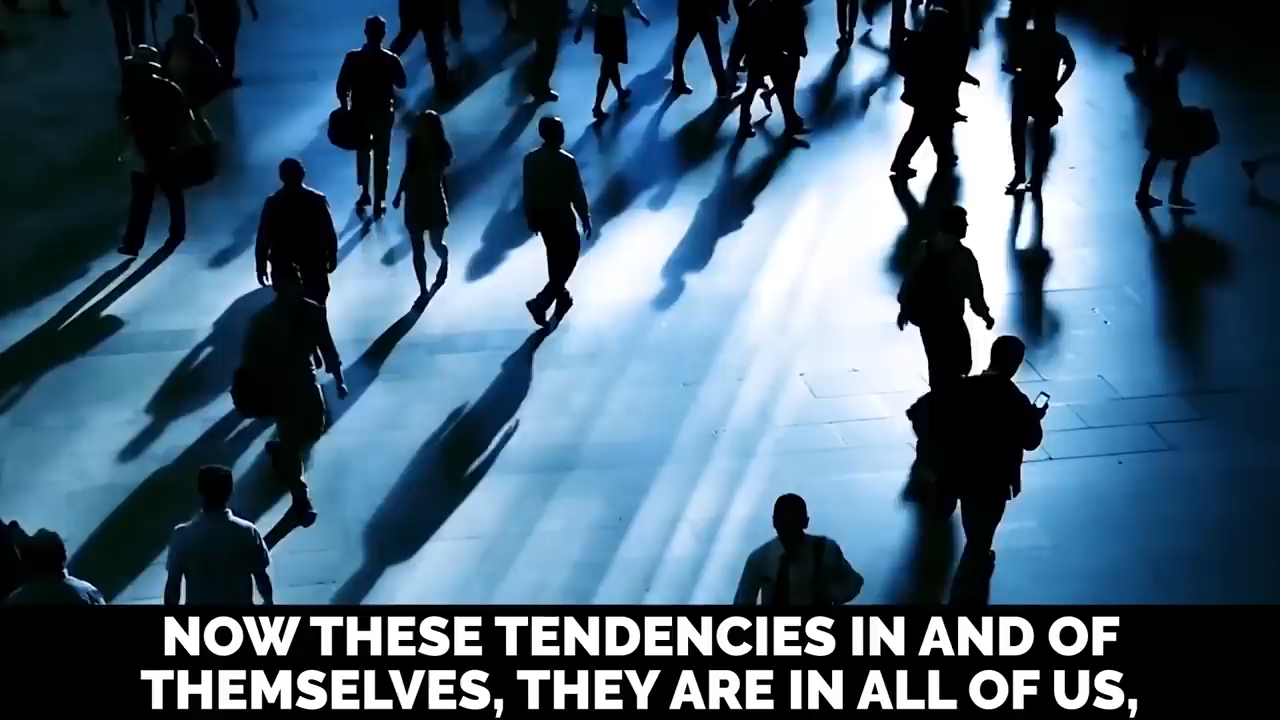 NOW THESE TENDENCIES IN AND OF
THEMSELVES, THEY ARE IN ALL OF US,